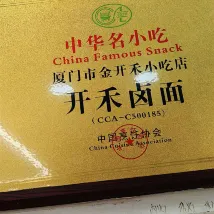 中华名小吃
China Famous Snack
厦门市金开禾小吃店
开禾卤面
(CCA-C300185)
中国烹饪协会
China Cuisine Association